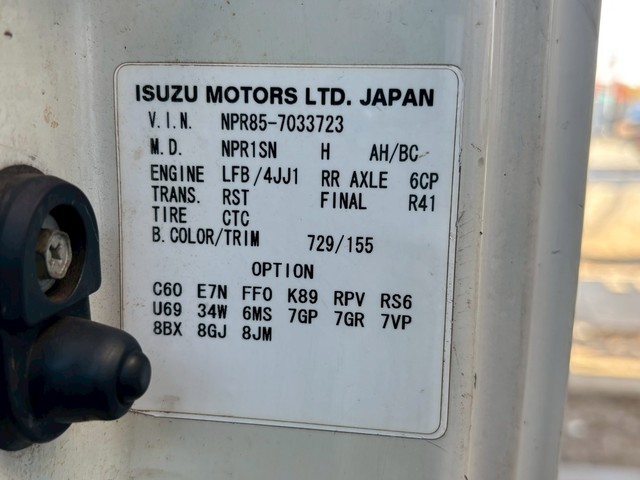 ISUZU MOTORS LTD. JAPAN
V.I.N. NPR85-7033723
M.D. NPR1SN H AH/BC
ENGINE LFB/4JJ1 RR AXLE 6CP
TRANS. RST FINAL R41
TIRE CTC
B.COLOR/TRIM 729/155
OPTION
C60 E7N FF0 K89 RPV RS6
U69 34W 6MS 7GP 7GR 7VP
8BX 8GJ 8JM